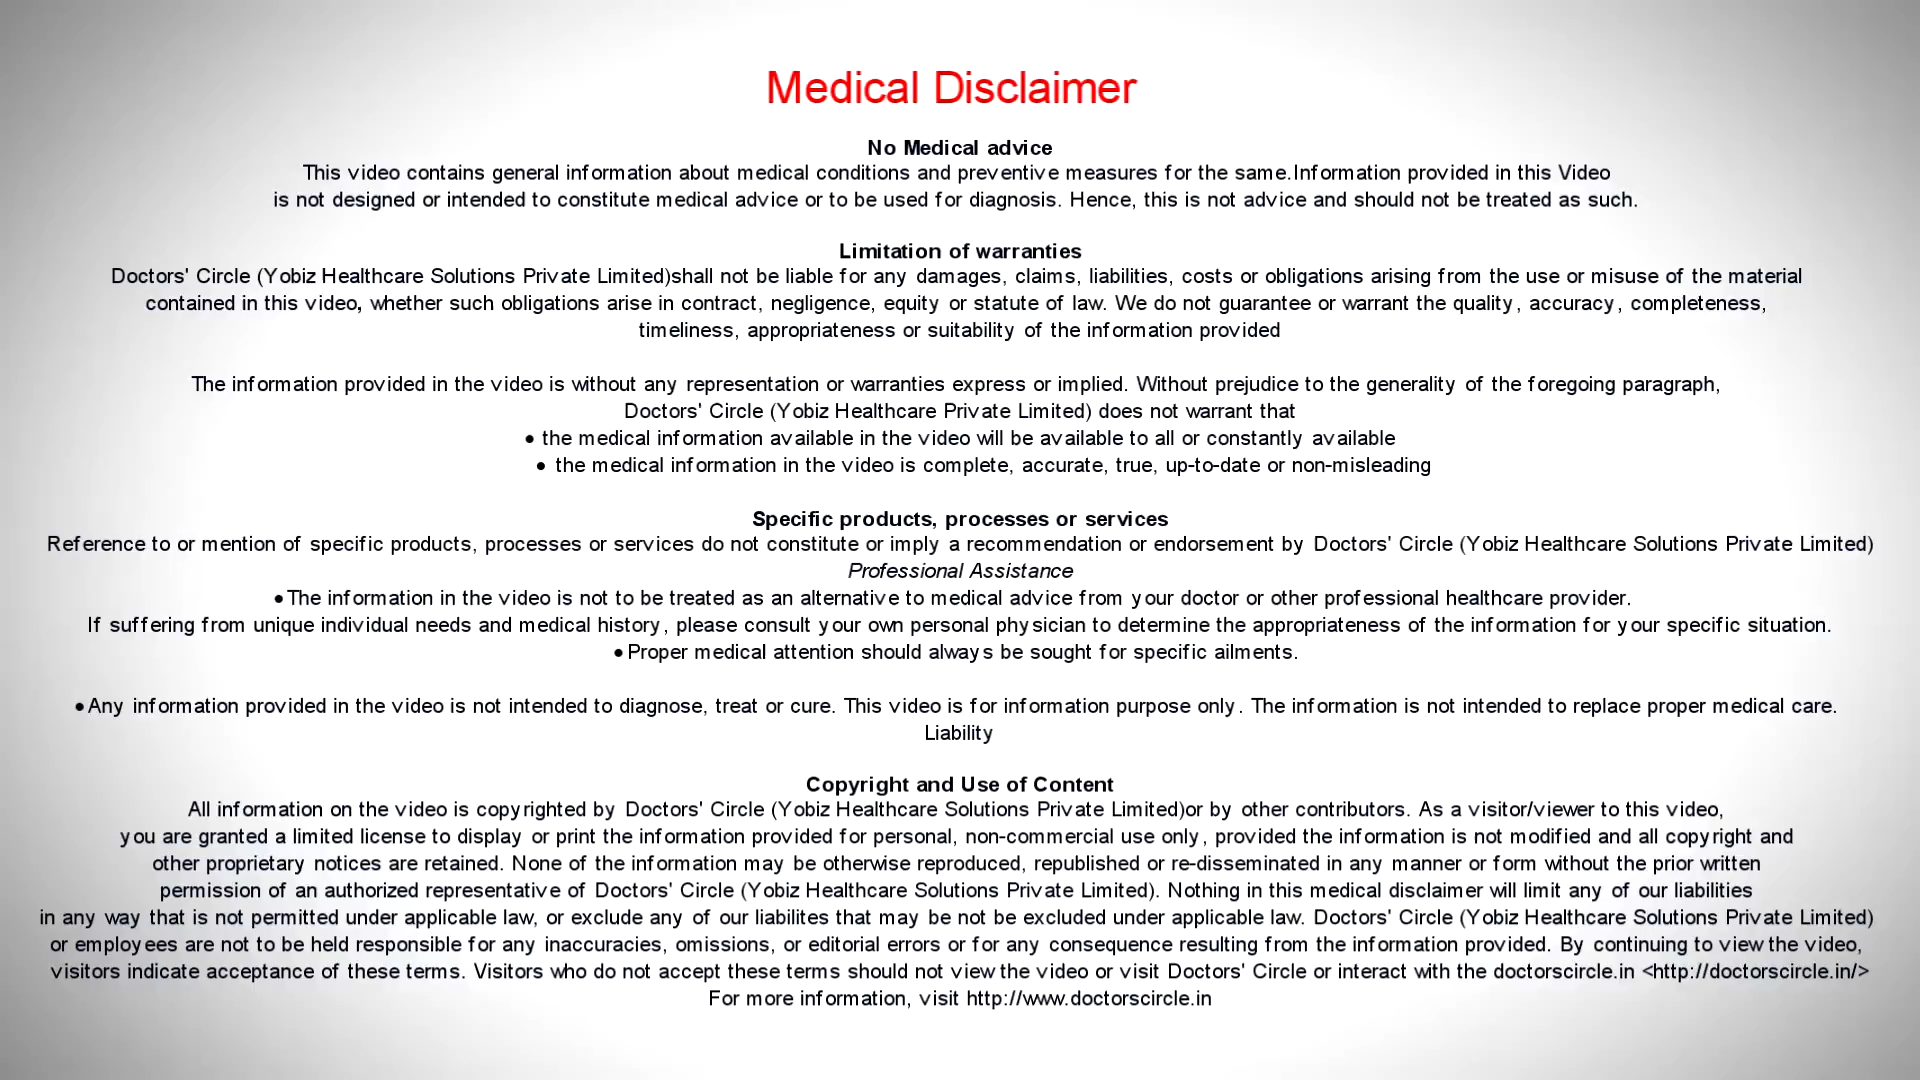 Medical Disclaimer
No Medical advice
This video contains general information about medical conditions and preventive measures for the same.Information provided in this Video
is not designed or intended to constitute medical advice or to be used for diagnosis. Hence, this is not advice and should not be treated as such.
Limitation of warranties
Doctors' Circle (Yobiz Healthcare Solutions Private Limited)shall not be liable for any damages, claims, liabilities, costs or obligations arising from the use or misuse of the material
contained in this video, whether such obligations arise in contract, negligence, equity or statute of law. We do not guarantee or warrant the quality, accuracy, completeness,
timeliness, appropriateness or suitability of the information provided
The information provided in the video is without any representation or warranties express or implied. Without prejudice to the generality of the foregoing paragraph,
Doctors' Circle (Yobiz Healthcare Private Limited) does not warrant that
• the medical information available in the video will be available to all or constantly available
• the medical information in the video is complete, accurate, true, up-to-date or non-misleading
Specific products, processes or services
Reference to or mention of specific products, processes or services do not constitute or imply a recommendation or endorsement by Doctors' Circle (Yobiz Healthcare Solutions Private Limited)
Professional Assistance
•The information in the video is not to be treated as an alternative to medical advice from your doctor or other professional healthcare provider.
If suffering from unique individual needs and medical history, please consult your own personal physician to determine the appropriateness of the information for your specific situation.
•Proper medical attention should always be sought for specific ailments.
•Any information provided in the video is not intended to diagnose, treat or cure. This video is for information purpose only. The information is not intended to replace proper medical care.
Liability
Copyright and Use of Content
All information on the video is copyrighted by Doctors' Circle (Yobiz Healthcare Solutions Private Limited)or by other contributors. As a visitor/viewer to this video,
you are granted a limited license to display or print the information provided for personal, non-commercial use only, provided the information is not modified and all copyright and
other proprietary notices are retained. None of the information may be otherwise reproduced, republished or re-disseminated in any manner or form without the prior written
permission of an authorized representative of Doctors' Circle (Yobiz Healthcare Solutions Private Limited). Nothing in this medical disclaimer will limit any of our liabilities
in any way that is not permitted under applicable law, or exclude any of our liabilites that may be not be excluded under applicable law. Doctors' Circle (Yobiz Healthcare Solutions Private Limited)
or employees are not to be held responsible for any inaccuracies, omissions, or editorial errors or for any consequence resulting from the information provided. By continuing to view the video,
visitors indicate acceptance of these terms. Visitors who do not accept these terms should not view the video or visit Doctors' Circle or interact with the doctorscircle.in <http://doctorscircle.in/>
For more information, visit http://www.doctorscircle.in